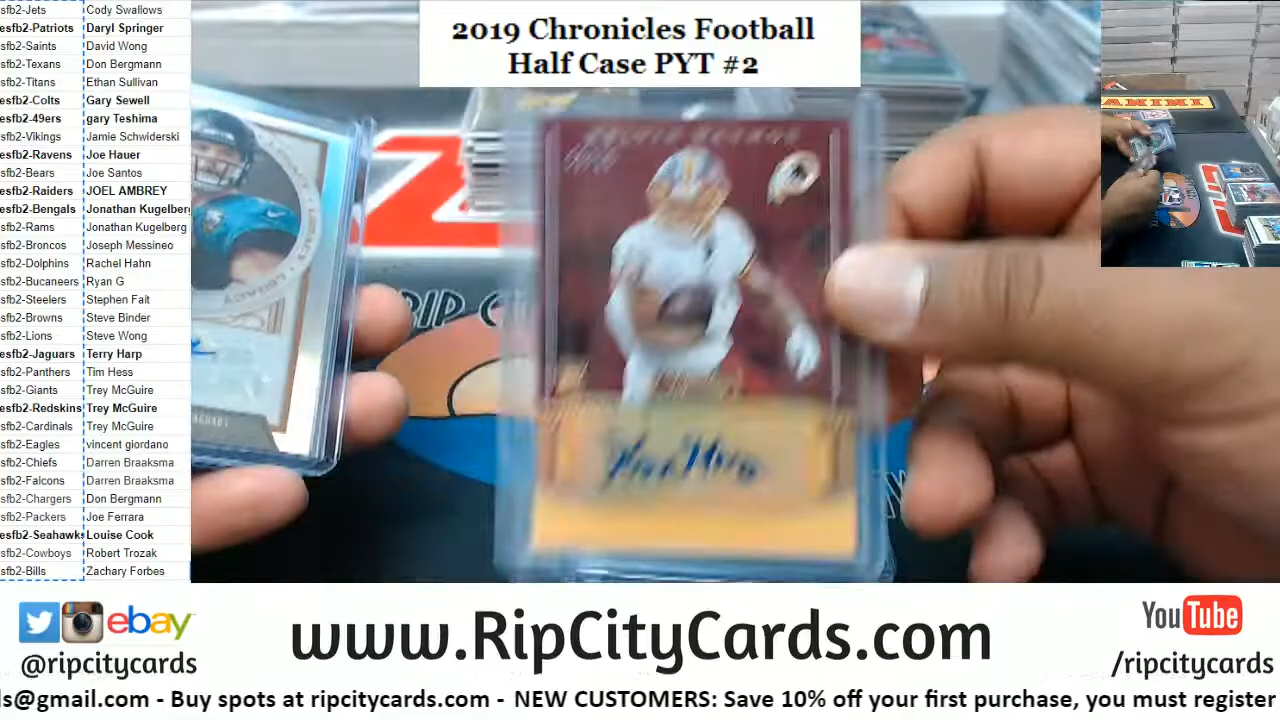 2019 Chronicles Football
Half Case PYT #2
sfb2-Jets Cody Swallows
esfb2-Patriots Daryl Springer
sfb2-Saints David Wong
sfb2-Texans Don Bergmann
sfb2-Titans Ethan Sullivan
esfb2-Colts Gary Sewell
esfb2-49ers gary Teshima
sfb2-Vikings Jamie Schwiderski
esfb2-Ravens Joe Hauer
sfb2-Bears Joe Santos
esfb2-Raiders JOEL AMBREY
esfb2-Bengals Jonathan Kugelberg
sfb2-Rams Jonathan Kugelberg
sfb2-Broncos Joseph Messineo
sfb2-Dolphins Rachel Hahn
sfb2-Bucaneers Ryan G
sfb2-Steelers Stephen Fait
sfb2-Browns Steve Binder
sfb2-Lions Steve Wong
esfb2-Jaguars Terry Harp
sfb2-Panthers Tim Hess
sfb2-Giants Trey McGuire
esfb2-Redskins Trey McGuire
sfb2-Cardinals Trey McGuire
sfb2-Eagles vincent giordano
sfb2-Chiefs Darren Braaksma
sfb2-Falcons Darren Braaksma
sfb2-Chargers Don Bergmann
sfb2-Packers Joe Ferrara
esfb2-Seahawks Louise Cook
sfb2-Cowboys Robert Trozak
sfb2-Bills Zachary Forbes
PANINI
RIP C
LEGACY
ebay
@ripcitycards
www.RipCityCards.com
YouTube
/ripcitycards
ds@gmail.com - Buy spots at ripcitycards.com - NEW CUSTOMERS: Save 10% off your first purchase, you must register